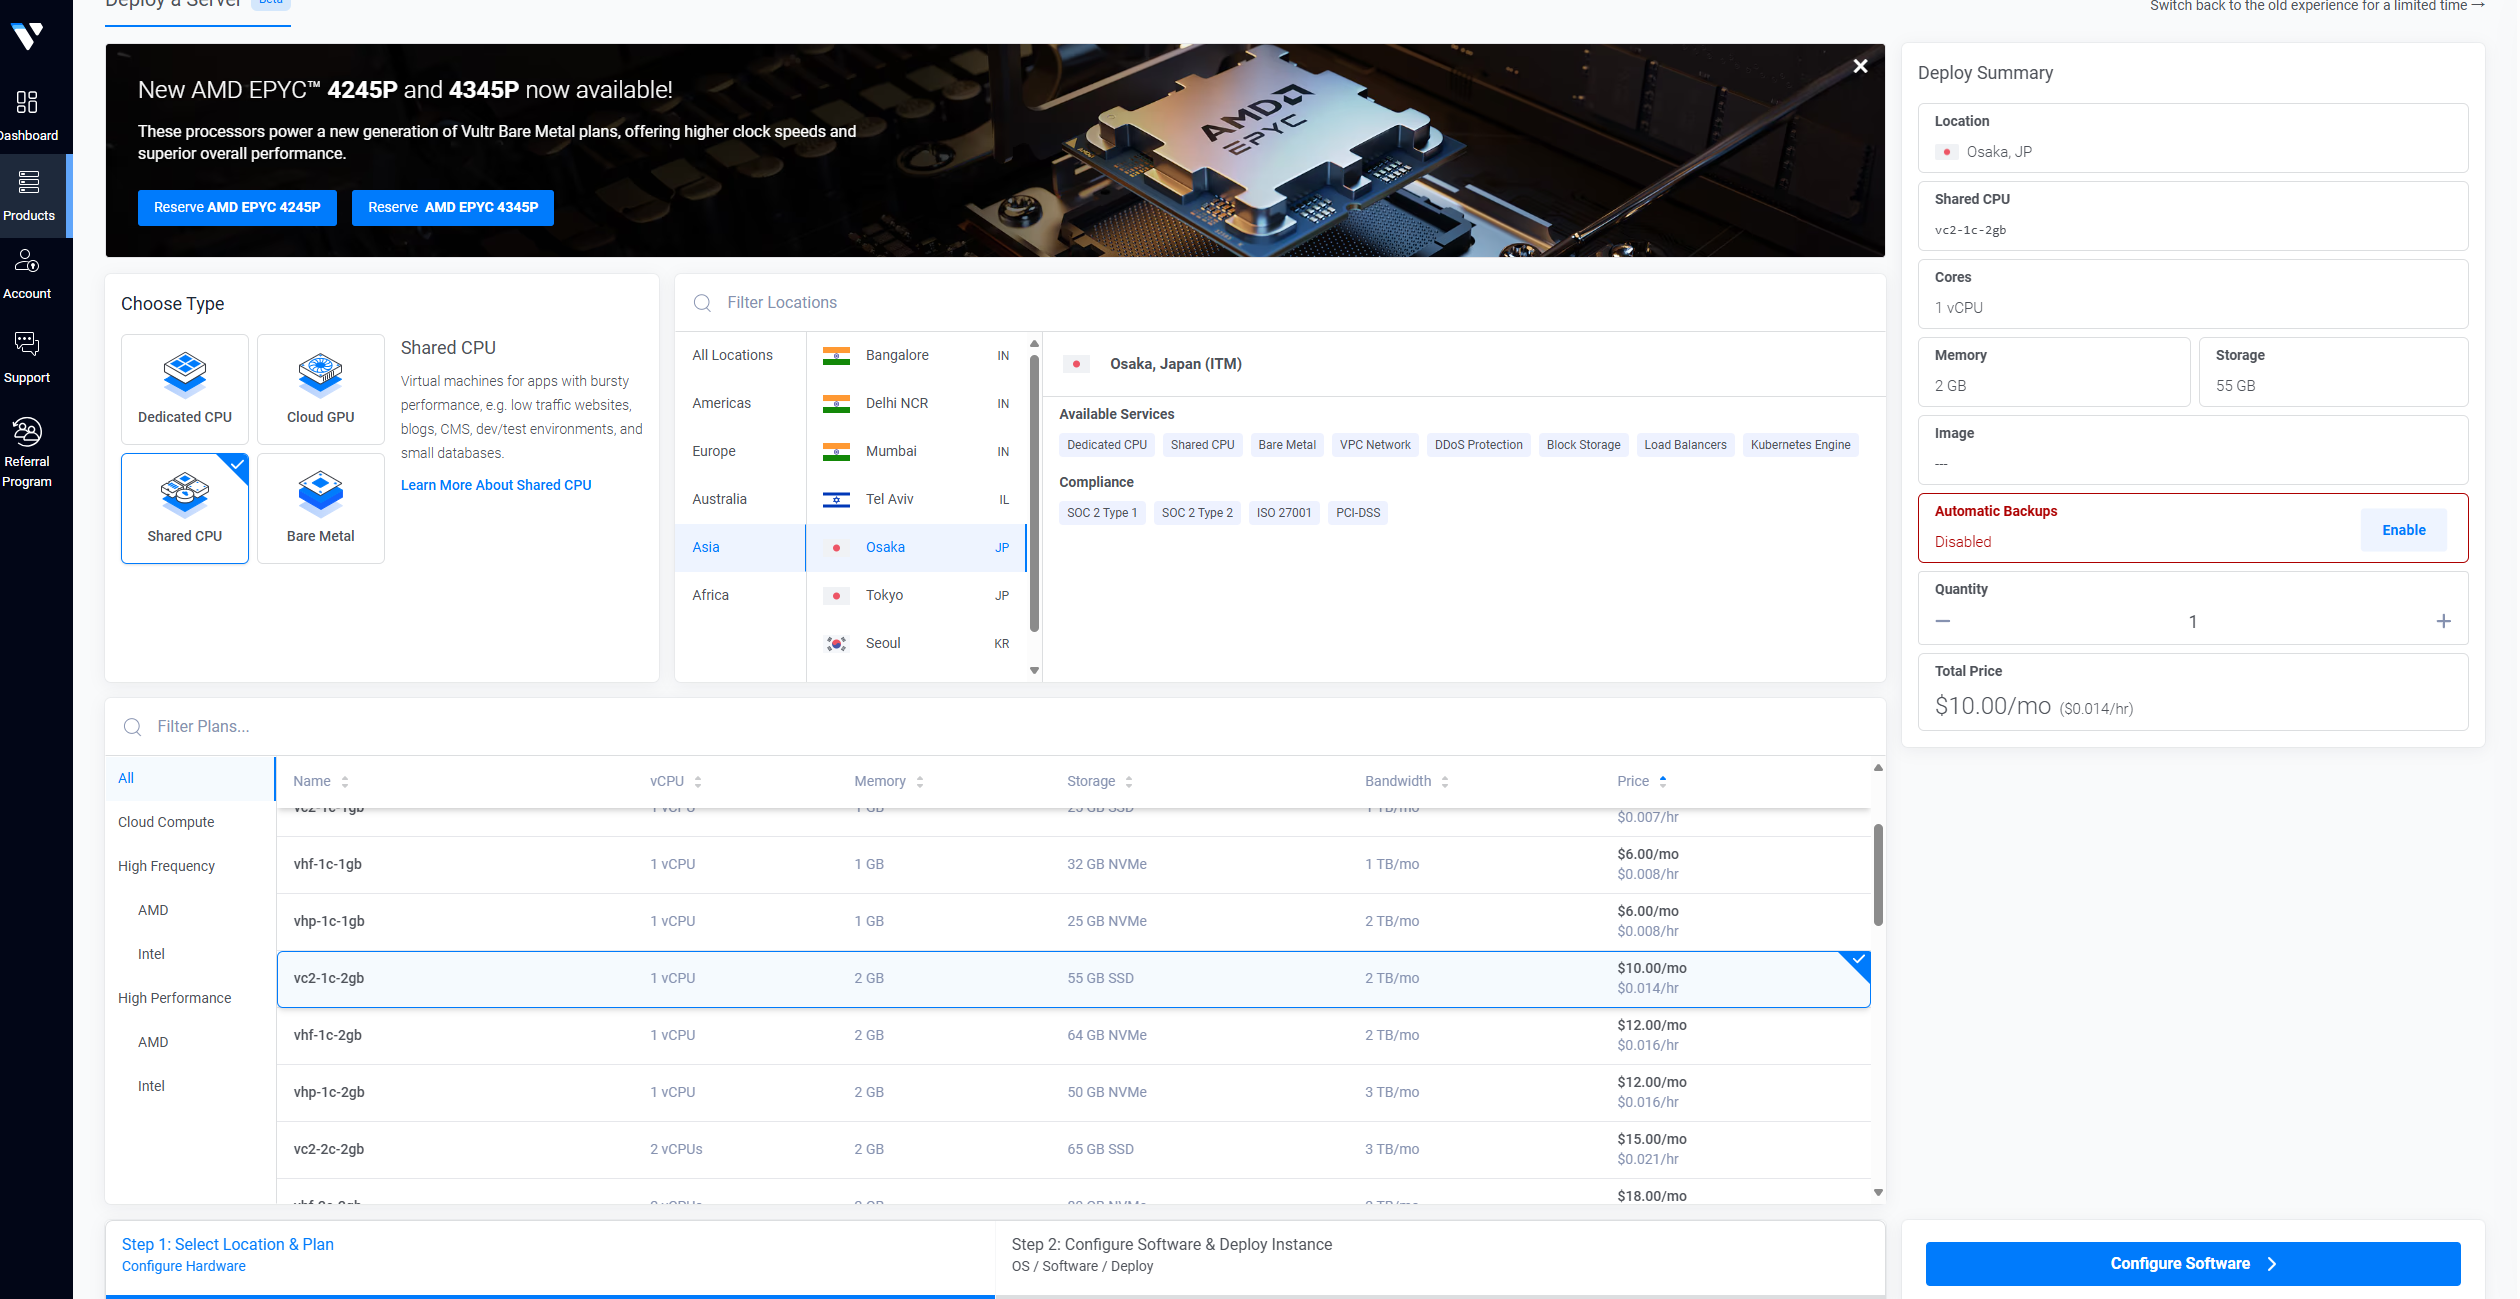 Deploy a Server Beta
Switch back to the old experience for a limited time →
Dashboard
Products
Account
Support
Referral
Program
New AMD EPYC™ 4245P and 4345P now available!
These processors power a new generation of Vultr Bare Metal plans, offering higher clock speeds and
superior overall performance.
Reserve AMD EPYC 4245P
Reserve AMD EPYC 4345P
AMD
EPYC
Choose Type
Dedicated CPU
Cloud GPU
Shared CPU
Bare Metal
Shared CPU
Virtual machines for apps with bursty
performance, e.g. low traffic websites,
blogs, CMS, dev/test environments, and
small databases.
Learn More About Shared CPU
Filter Locations
All Locations
Americas
Europe
Australia
Asia
Africa
Bangalore IN
Delhi NCR IN
Mumbai IN
Tel Aviv IL
Osaka JP
Tokyo JP
Seoul KR
Osaka, Japan (ITM)
Available Services
Dedicated CPU Shared CPU Bare Metal VPC Network DDoS Protection Block Storage Load Balancers Kubernetes Engine
Compliance
SOC 2 Type 1 SOC 2 Type 2 ISO 27001 PCI-DSS
Filter Plans...
All
Cloud Compute
High Frequency
AMD
Intel
High Performance
AMD
Intel
Name vCPU Memory Storage Bandwidth Price
vc2-1c-1gb 1 vCPU 1 GB 25 GB SSD 1 TB/mo
$0.007/hr
vhf-1c-1gb 1 vCPU 1 GB 32 GB NVMe 1 TB/mo $6.00/mo
$0.008/hr
vhp-1c-1gb 1 vCPU 1 GB 25 GB NVMe 2 TB/mo $6.00/mo
$0.008/hr
vc2-1c-2gb 1 vCPU 2 GB 55 GB SSD 2 TB/mo $10.00/mo
$0.014/hr
vhf-1c-2gb 1 vCPU 2 GB 64 GB NVMe 2 TB/mo $12.00/mo
$0.016/hr
vhp-1c-2gb 1 vCPU 2 GB 50 GB NVMe 3 TB/mo $12.00/mo
$0.016/hr
vc2-2c-2gb 2 vCPUs 2 GB 65 GB SSD 3 TB/mo $15.00/mo
$0.021/hr
$18.00/mo
Step 1: Select Location & Plan
Configure Hardware
Step 2: Configure Software & Deploy Instance
OS / Software / Deploy
Deploy Summary
Location
Osaka, JP
Shared CPU
vc2-1c-2gb
Cores
1 vCPU
Memory
2 GB
Storage
55 GB
Image
---
Automatic Backups
Disabled
Enable
Quantity
− 1 +
Total Price
$10.00/mo ($0.014/hr)
Configure Software